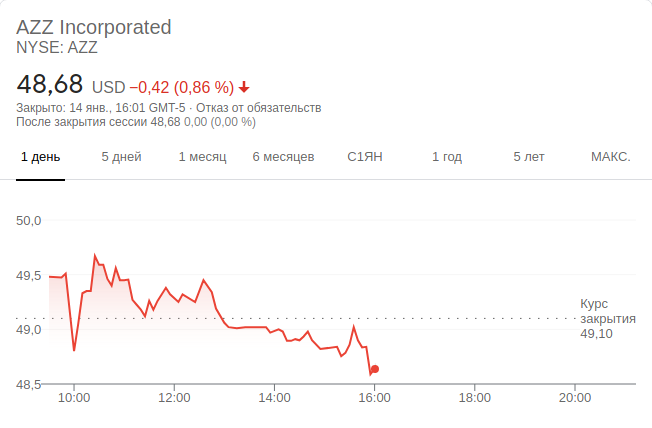 AZZ Incorporated
NYSE: AZZ
48,68 USD −0,42 (0,86 %)
Закрыто: 14 янв., 16:01 GMT-5 · Отказ от обязательств
После закрытия сессии 48,68 0,00 (0,00 %)
1 день 5 дней 1 месяц 6 месяцев С1ЯН 1 год 5 лет МАКС.
50,0
49,5
Курс
закрытия
49,0
49,10
48,5
10:00 12:00 14:00 16:00 18:00 20:00